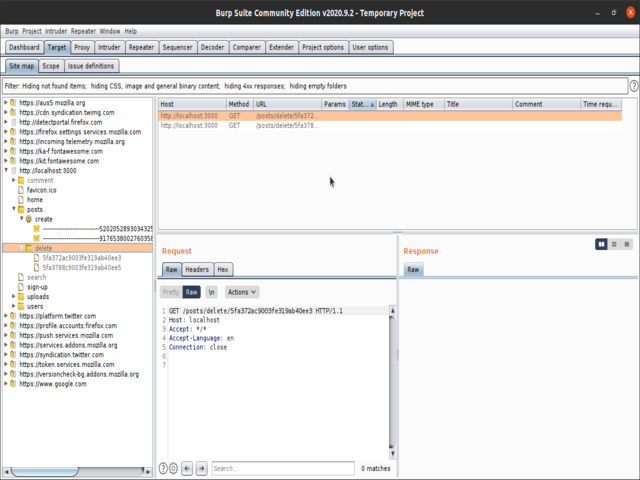 Burp Suite Community Edition v2020.9.2 - Temporary Project
Burp Project Intruder Repeater Window Help
Dashboard Target Proxy Intruder Repeater Sequencer Decoder Comparer Extender Project options User options
Site map Scope Issue definitions
Filter: Hiding not found items; hiding CSS, image and general binary content; hiding 4xx responses; hiding empty folders
https://aus5.mozilla.org
https://cdn.syndication.twimg.com
http://detectportal.firefox.com
https://firefox.settings.services.mozilla.com
https://incoming.telemetry.mozilla.org
https://ka-f.fontawesome.com
https://kit.fontawesome.com
http://localhost:3000
comment
favicon.ico
home
posts
create
delete
5fa372ac9003fe319ab40ee3
5fa3788c9003fe319ab40ee5
search
sign-up
uploads
users
https://platform.twitter.com
https://profile.accounts.firefox.com
https://push.services.mozilla.com
https://services.addons.mozilla.org
https://syndication.twitter.com
https://token.services.mozilla.com
https://versioncheck-bg.addons.mozilla.org
https://www.google.com
Host Method URL Params Stat... Length MIME type Title Comment Time requ...
http://localhost:3000 GET /posts/delete/5fa372...
http://localhost:3000 GET /posts/delete/5fa378...
Request
Raw Headers Hex
Pretty Raw \n Actions
1 GET /posts/delete/5fa372ac9003fe319ab40ee3 HTTP/1.1
2 Host: localhost
3 Accept: */*
4 Accept-Language: en
5 Connection: close
6
7
Search...
0 matches
Response
Raw